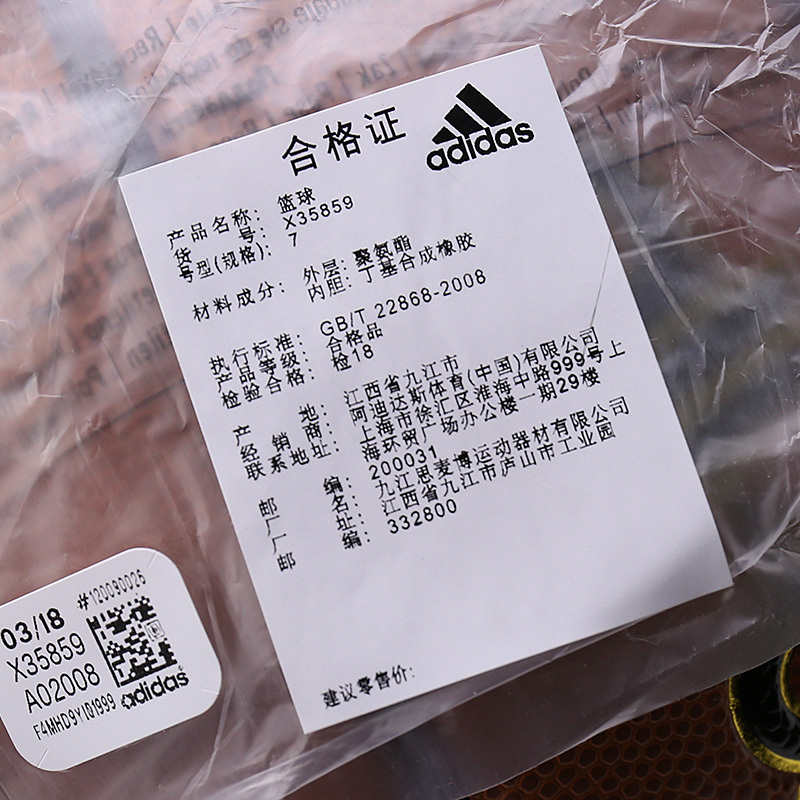 合格证
adidas
产品名称：篮球
货号：X35859
号型(规格)：7
材料成分：外层：聚氨酯
内胆：丁基合成橡胶
执行标准：GB/T 22868-2008
产品等级：合格品
检验合格：检18
产地：江西省九江市
经销商：阿迪达斯体育(中国)有限公司
联系地址：上海市徐汇区淮海中路999号上
海环贸广场办公楼一期29楼
邮编：200031
厂名：九江思麦博运动器材有限公司
厂址：江西省九江市庐山市工业园
邮编：332800
建议零售价:
03/18 #120090026
X35859
A02008
F4MHD9Y101999
adidas